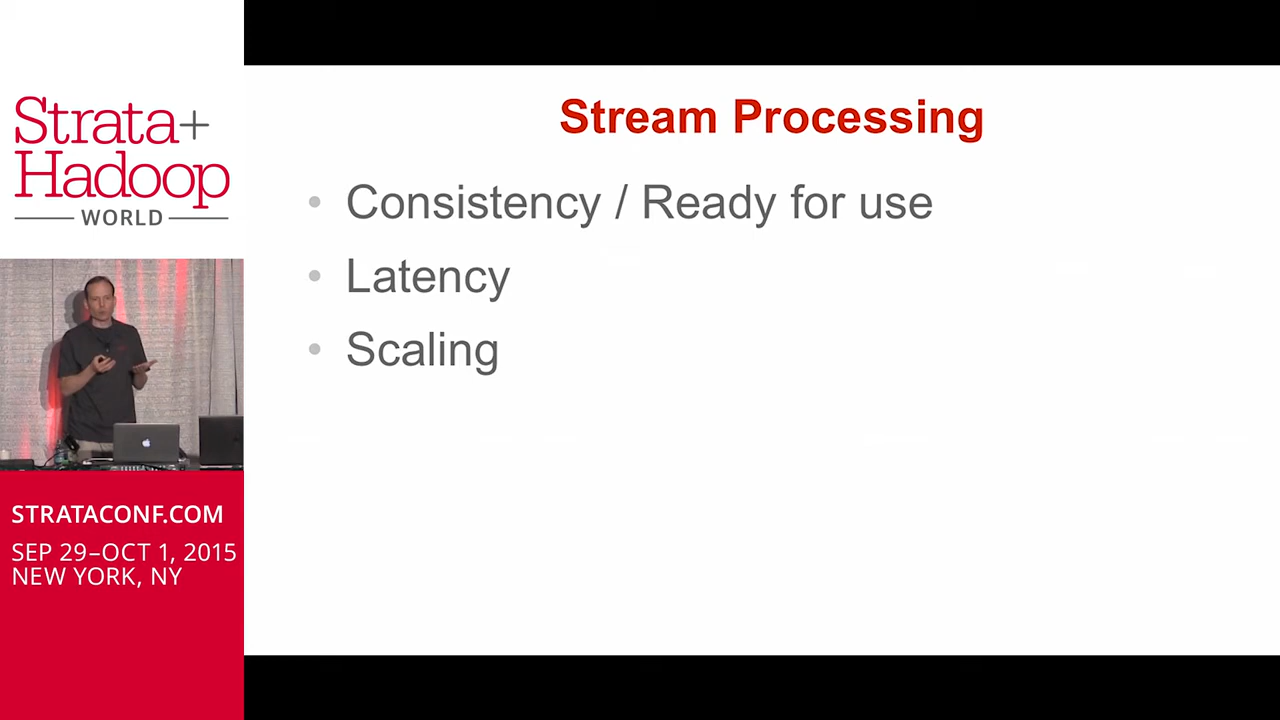 Strata+
Hadoop
WORLD
STRATACONF.COM
SEP 29–OCT 1, 2015
NEW YORK, NY
Stream Processing
• Consistency / Ready for use
• Latency
• Scaling